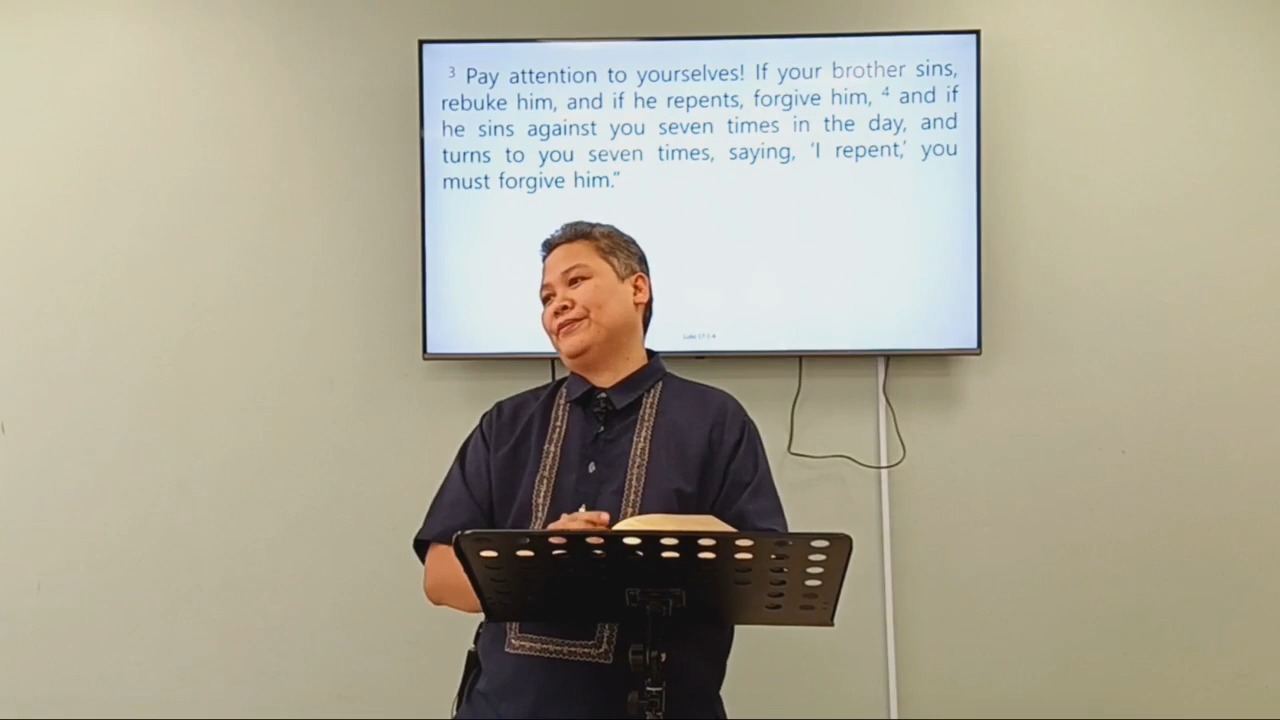 ³ Pay attention to yourselves! If your brother sins,
rebuke him, and if he repents, forgive him, ⁴ and if
he sins against you seven times in the day, and
turns to you seven times, saying, ‘I repent,’ you
must forgive him.”